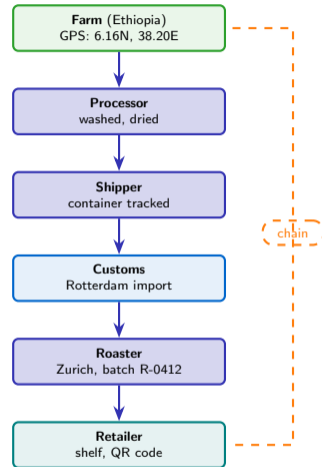 Farm (Ethiopia)
GPS: 6.16N, 38.20E
Processor
washed, dried
Shipper
container tracked
chain
Customs
Rotterdam import
Roaster
Zurich, batch R-0412
Retailer
shelf, QR code